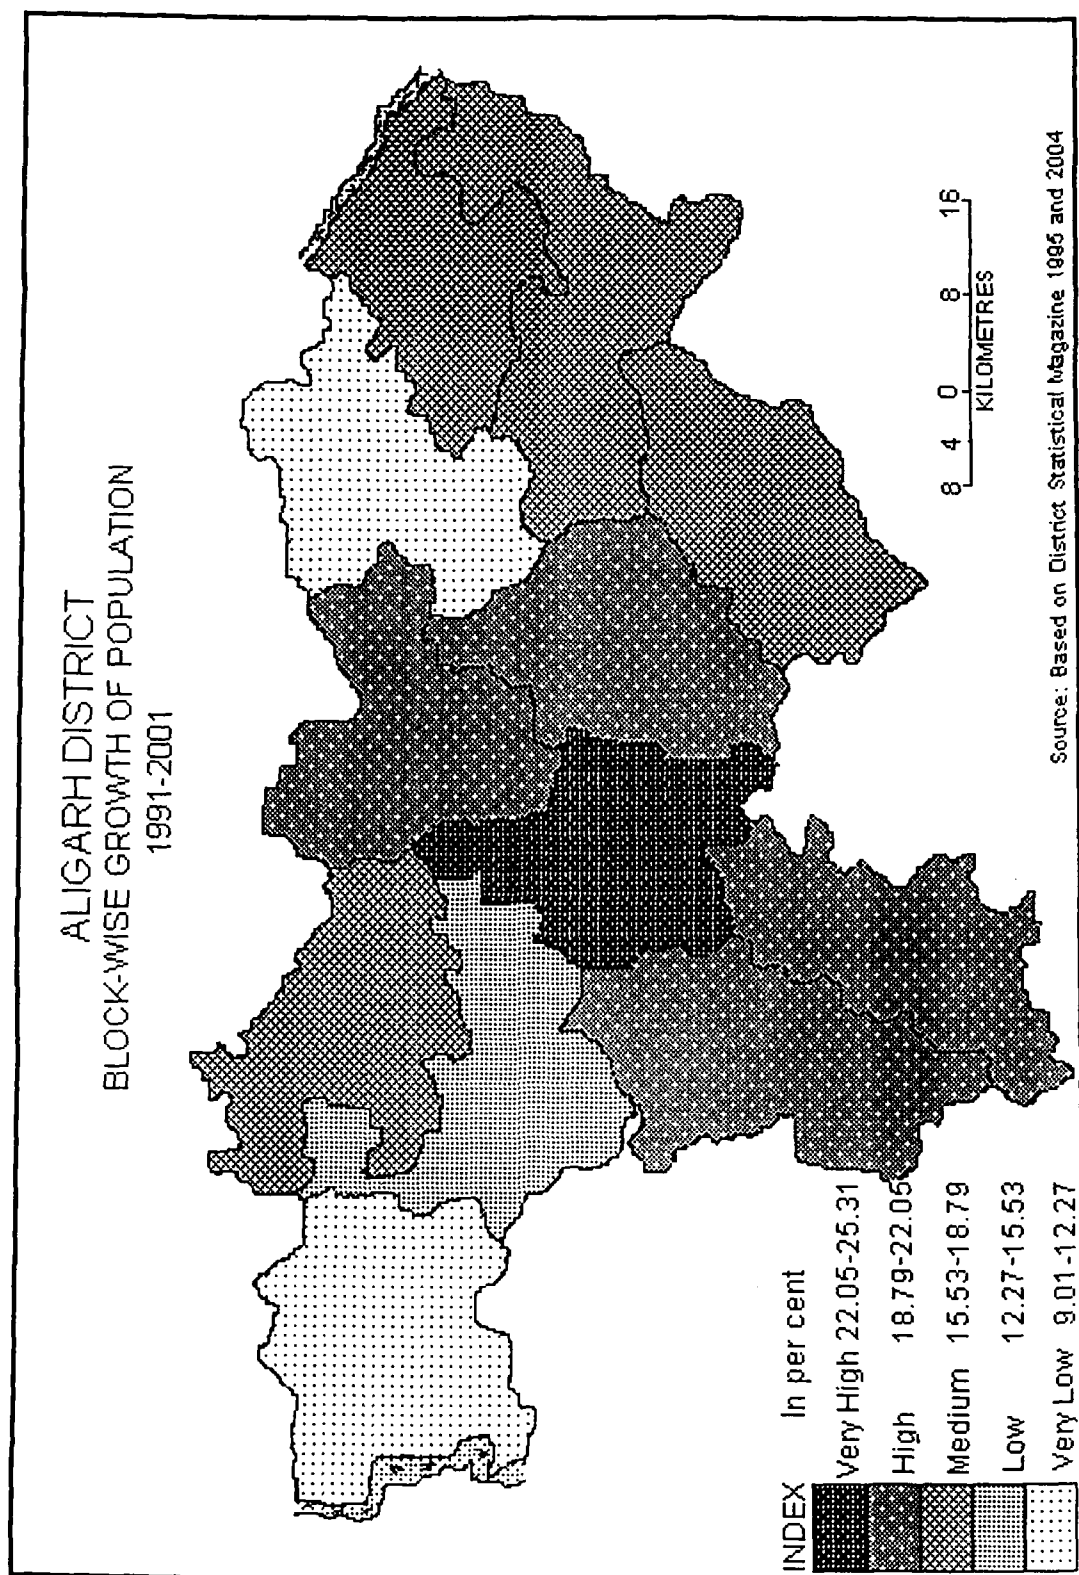 ALIGARH DISTRICT
BLOCK-WISE GROWTH OF POPULATION
1991-2001
INDEX In per cent
Very High 22.05-25.31
High 18.79-22.05
Medium 15.53-18.79
Low 12.27-15.53
Very Low 9.01-12.27
8 4 0 8 16
KILOMETRES
Source: Based on District Statistical Magazine 1995 and 2004